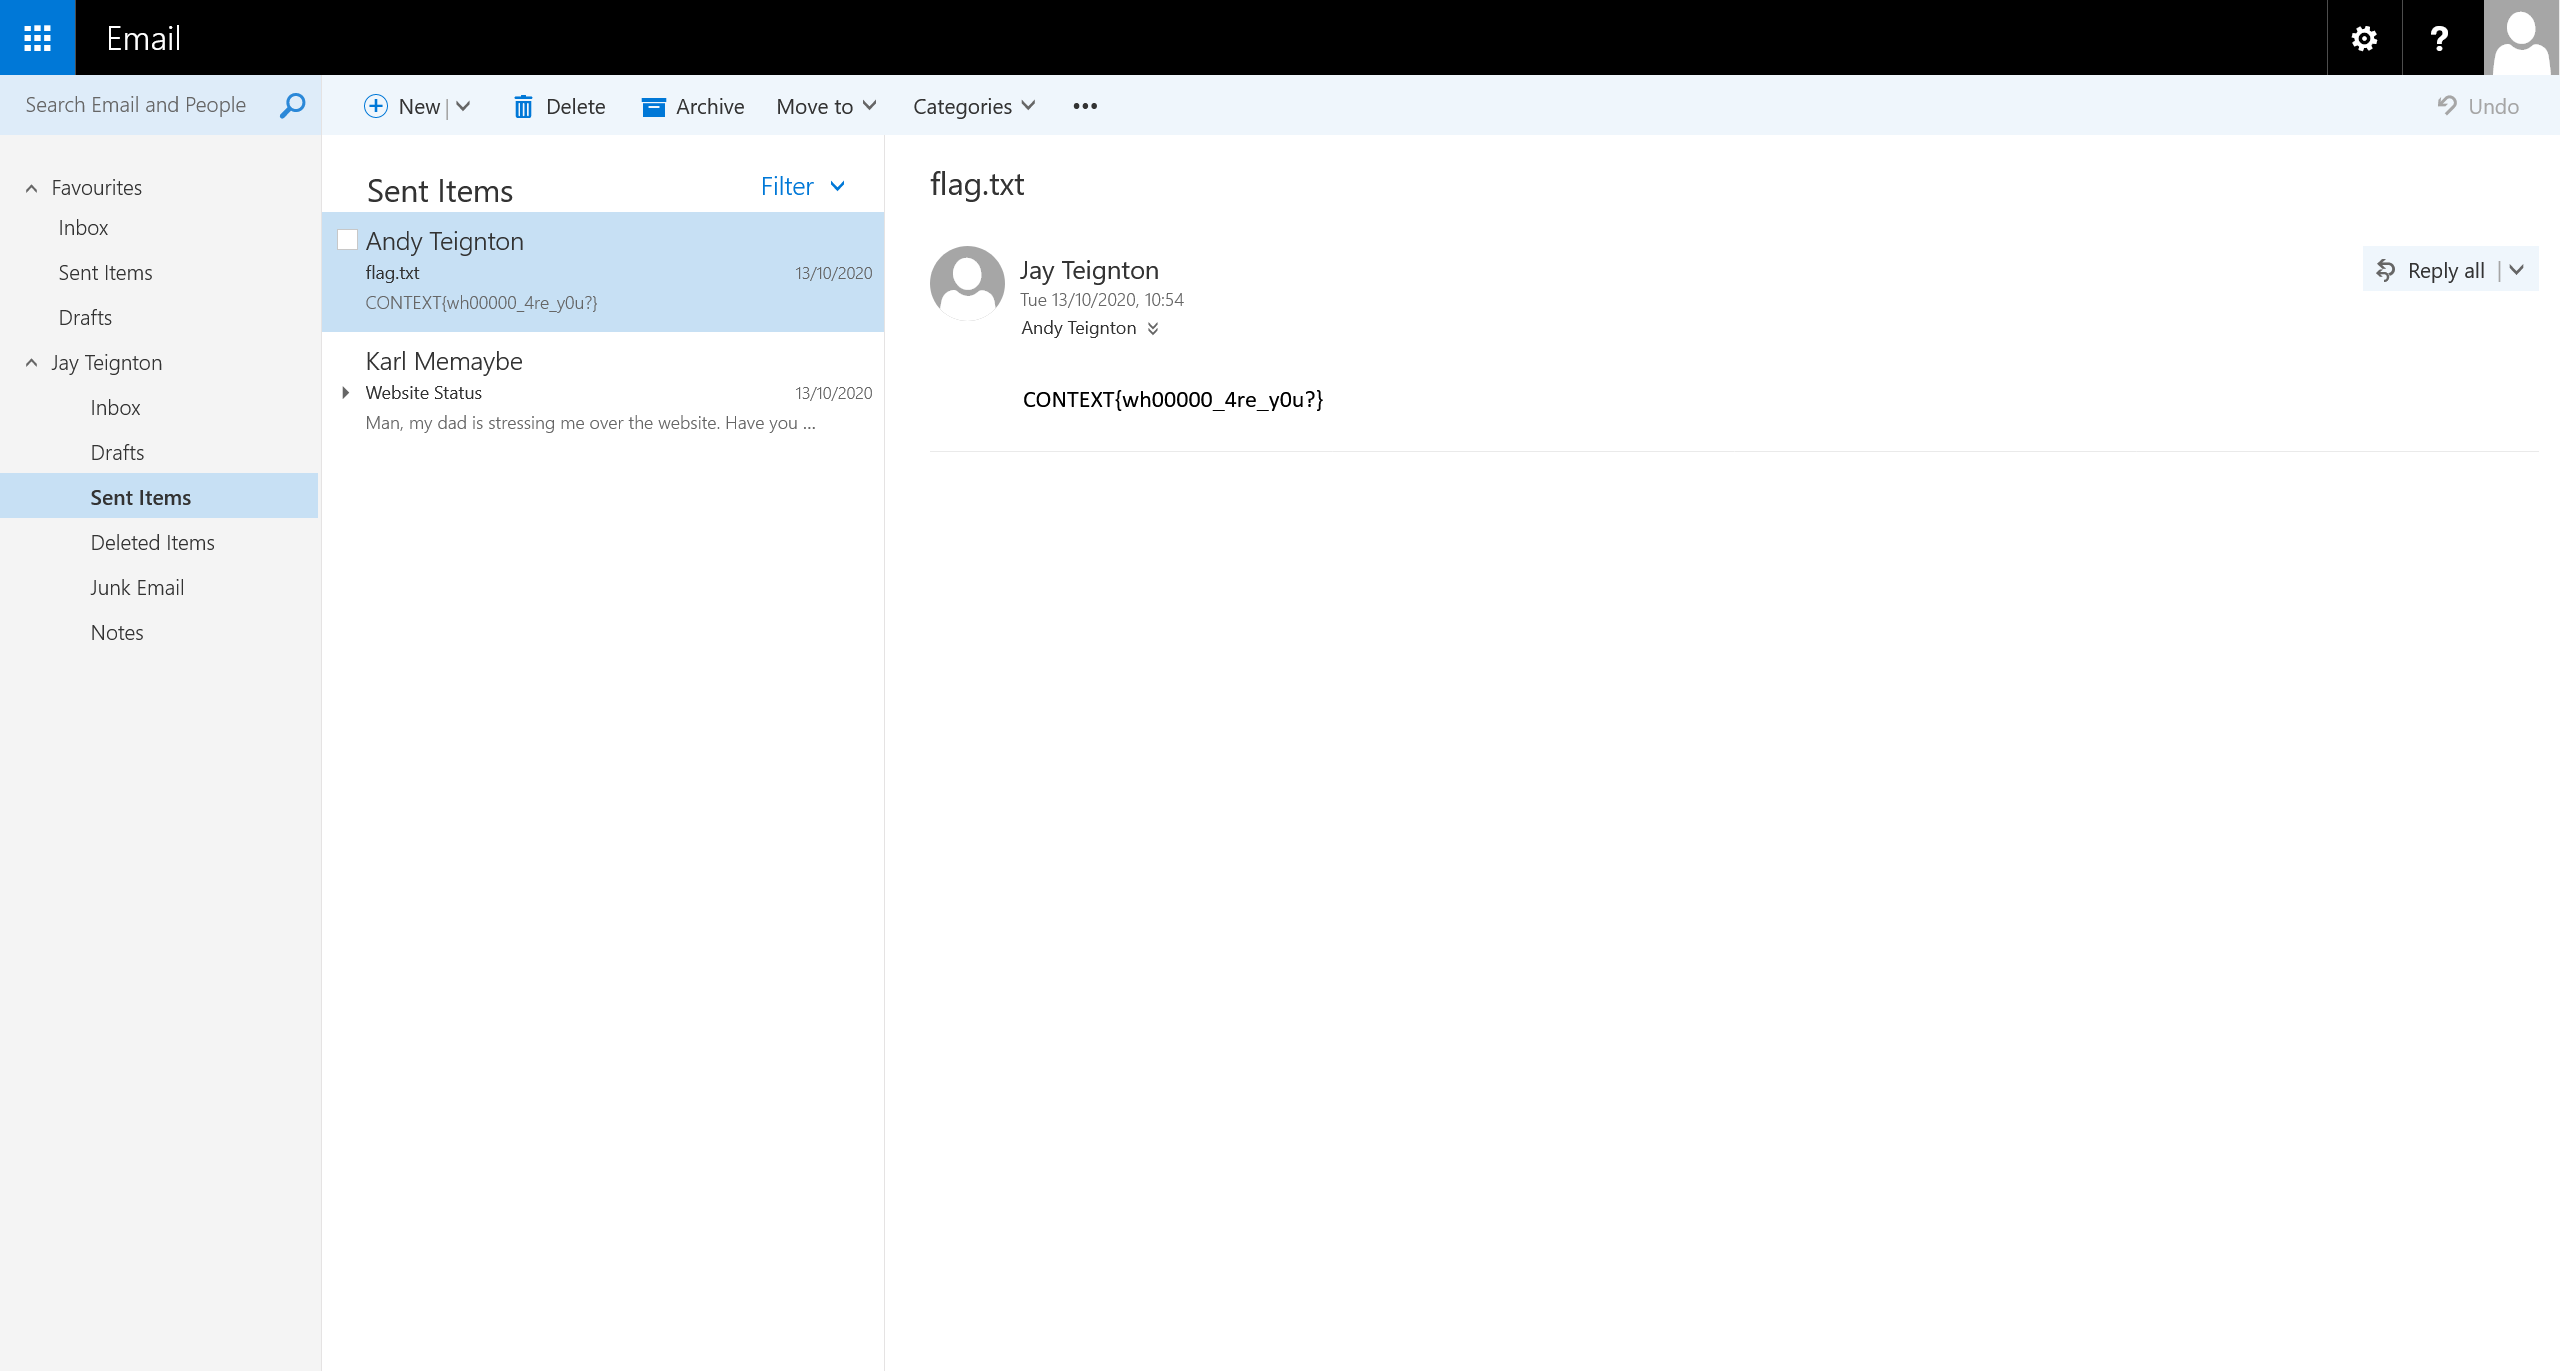 Email
?
Search Email and People
New
Delete
Archive
Move to
Categories
Undo
Favourites
Inbox
Sent Items
Drafts
Jay Teignton
Inbox
Drafts
Sent Items
Deleted Items
Junk Email
Notes
Sent Items
Filter
Andy Teignton
flag.txt 13/10/2020
CONTEXT{wh00000_4re_y0u?}
Karl Memaybe
Website Status 13/10/2020
Man, my dad is stressing me over the website. Have you ...
flag.txt
Jay Teignton
Tue 13/10/2020, 10:54
Andy Teignton
Reply all
CONTEXT{wh00000_4re_y0u?}